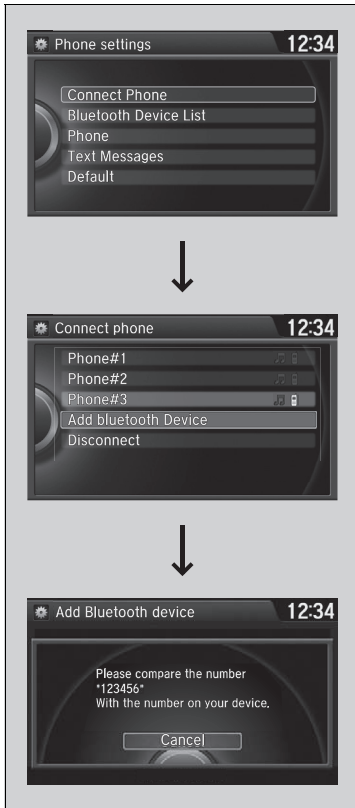 Phone settings 12:34
Connect Phone
Bluetooth Device List
Phone
Text Messages
Default
Connect phone 12:34
Phone#1
Phone#2
Phone#3
Add bluetooth Device
Disconnect
Add Bluetooth device 12:34
Please compare the number
*123456*
With the number on your device.
Cancel